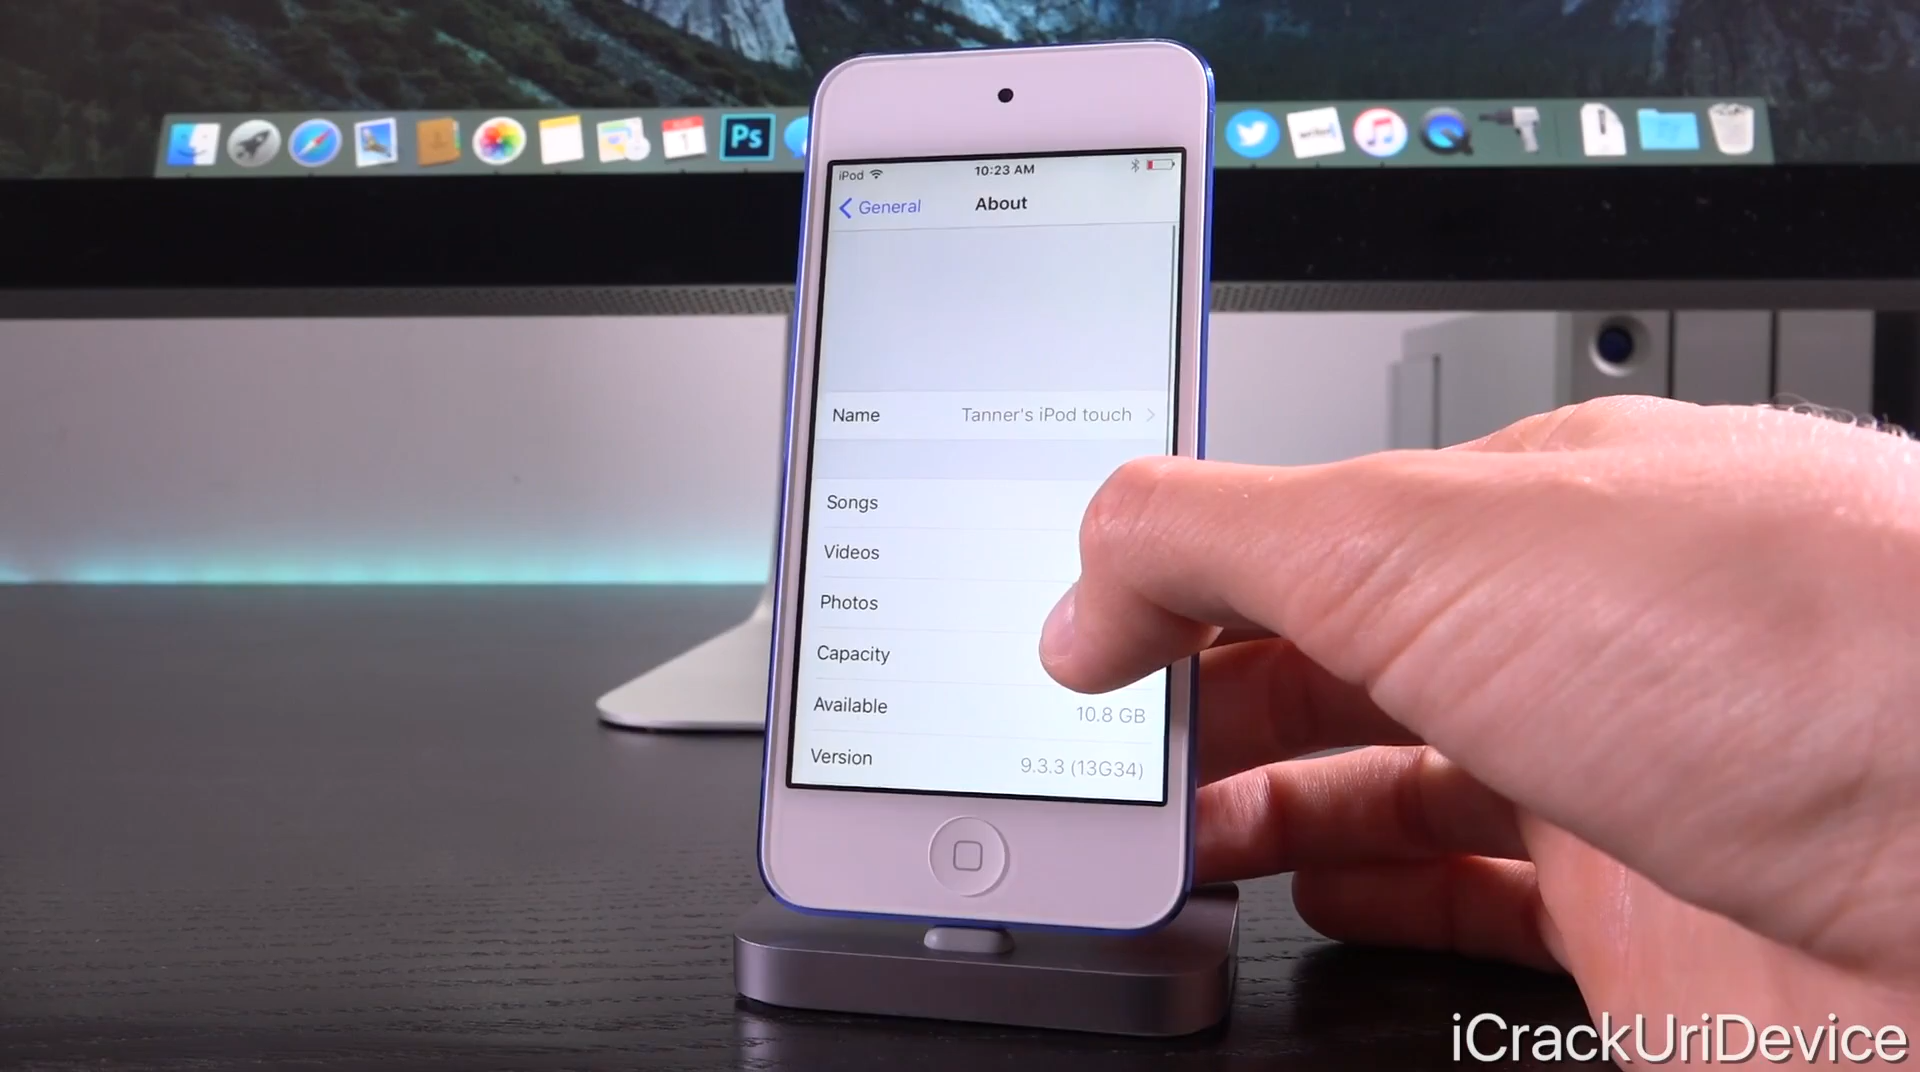 Ps
iPod
10:23 AM
General
About
Name
Tanner's iPod touch
Songs
Videos
Photos
Capacity
Available
10.8 GB
Version
9.3.3 (13G34)
iCrackUriDevice